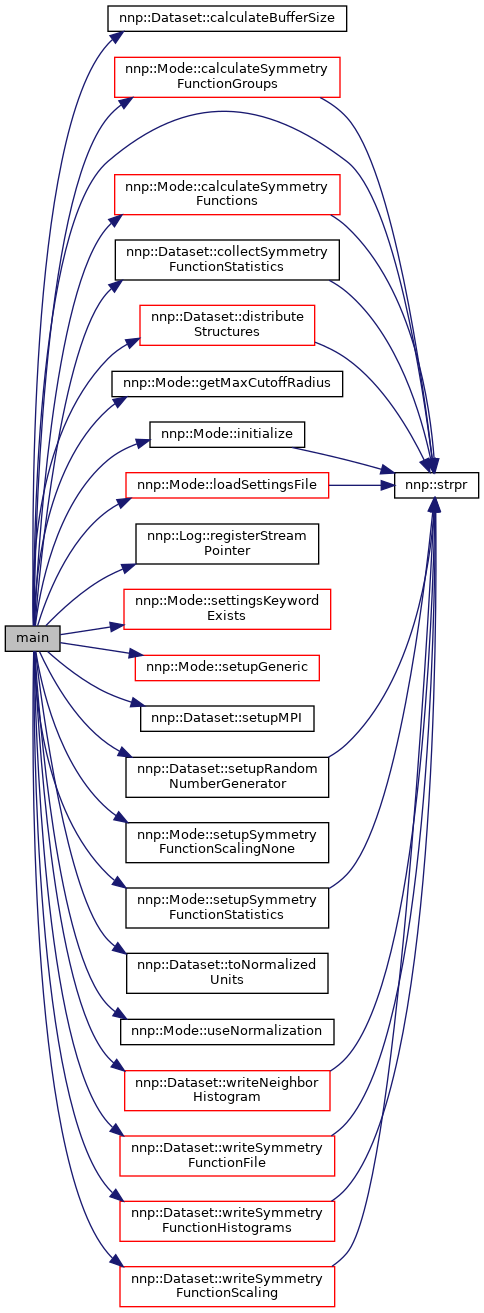 nnp::Dataset::calculateBufferSize
nnp::Mode::calculateSymmetry
FunctionGroups
nnp::Mode::calculateSymmetry
Functions
nnp::Dataset::collectSymmetry
FunctionStatistics
nnp::Dataset::distribute
Structures
nnp::Mode::getMaxCutoffRadius
nnp::Mode::initialize
nnp::Mode::loadSettingsFile
nnp::strpr
nnp::Log::registerStream
Pointer
nnp::Mode::settingsKeyword
Exists
main
nnp::Mode::setupGeneric
nnp::Dataset::setupMPI
nnp::Dataset::setupRandom
NumberGenerator
nnp::Mode::setupSymmetry
FunctionScalingNone
nnp::Mode::setupSymmetry
FunctionStatistics
nnp::Dataset::toNormalized
Units
nnp::Mode::useNormalization
nnp::Dataset::writeNeighbor
Histogram
nnp::Dataset::writeSymmetry
FunctionFile
nnp::Dataset::writeSymmetry
FunctionHistograms
nnp::Dataset::writeSymmetry
FunctionScaling